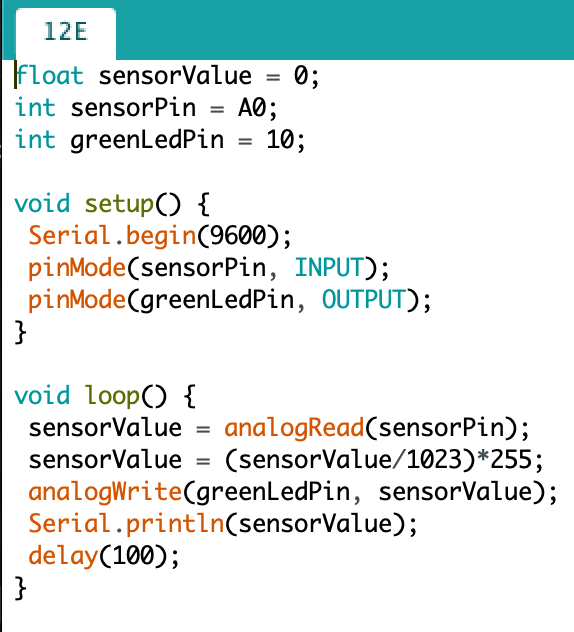 12E
float sensorValue = 0;
int sensorPin = A0;
int greenLedPin = 10;
void setup() {
Serial.begin(9600);
pinMode(sensorPin, INPUT);
pinMode(greenLedPin, OUTPUT);
}
void loop() {
sensorValue = analogRead(sensorPin);
sensorValue = (sensorValue/1023)*255;
analogWrite(greenLedPin, sensorValue);
Serial.println(sensorValue);
delay(100);
}